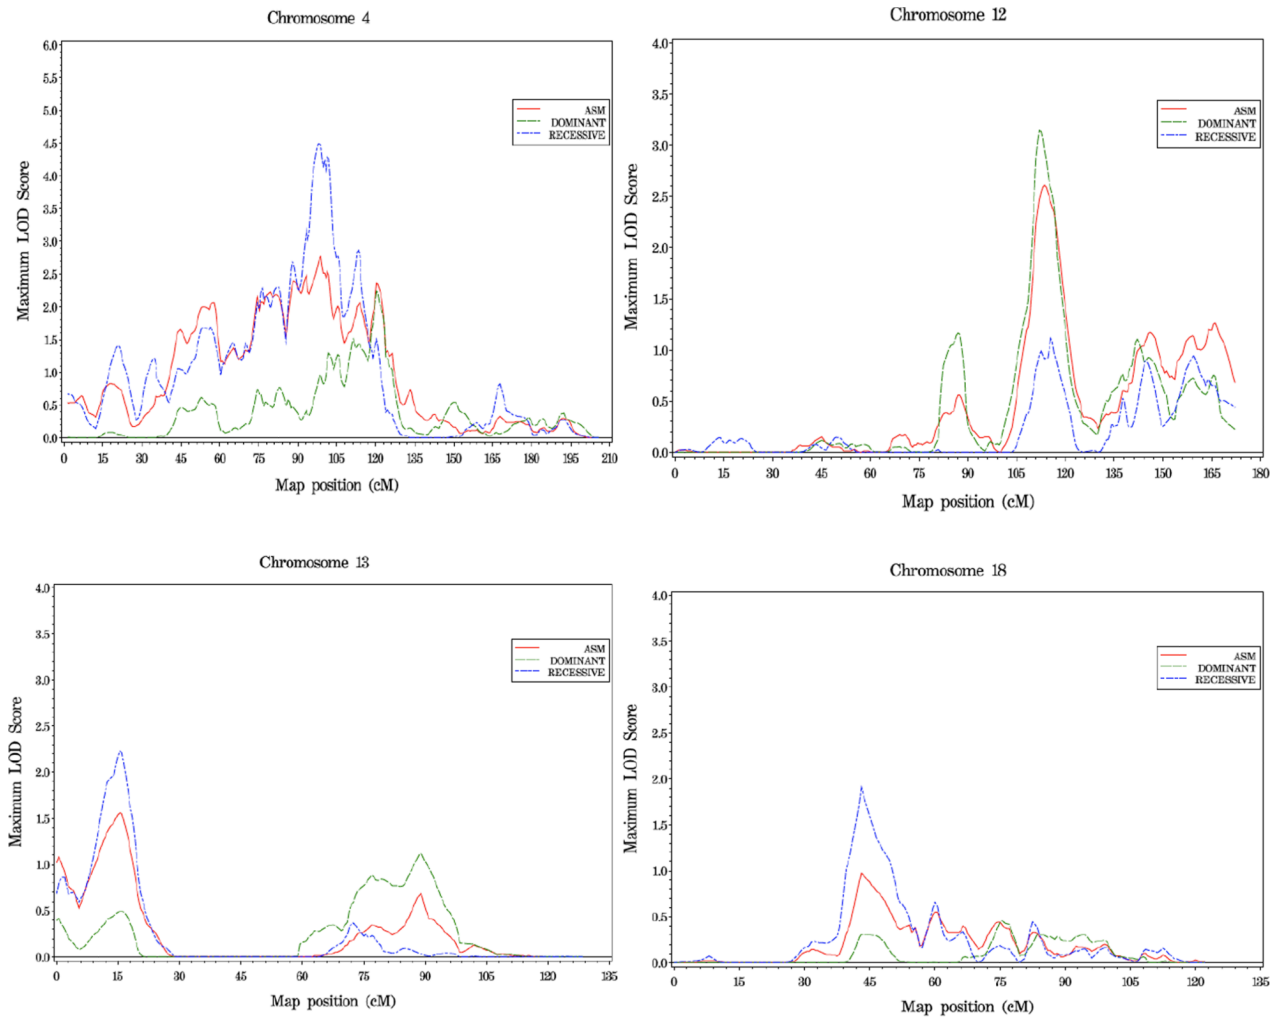 Chromosome 4
6.0
5.5
5.0
4.5
4.0
3.5
3.0
2.5
2.0
1.5
1.0
0.5
0.0
Maximum LOD Score
ASM
DOMINANT
RECESSIVE
0 15 30 45 60 75 90 105 120 135 150 165 180 195 210
Map position (cM)
Chromosome 12
4.0
3.5
3.0
2.5
2.0
1.5
1.0
0.5
0.0
Maximum LOD Score
ASM
DOMINANT
RECESSIVE
0 15 30 45 60 75 90 105 120 135 150 165 180
Map position (cM)
Chromosome 13
4.0
3.5
3.0
2.5
2.0
1.5
1.0
0.5
0.0
Maximum LOD Score
ASM
DOMINANT
RECESSIVE
0 15 30 45 60 75 90 105 120 135
Map position (cM)
Chromosome 18
4.0
3.5
3.0
2.5
2.0
1.5
1.0
0.5
0.0
Maximum LOD Score
ASM
DOMINANT
RECESSIVE
0 15 30 45 60 75 90 105 120 135
Map position (cM)